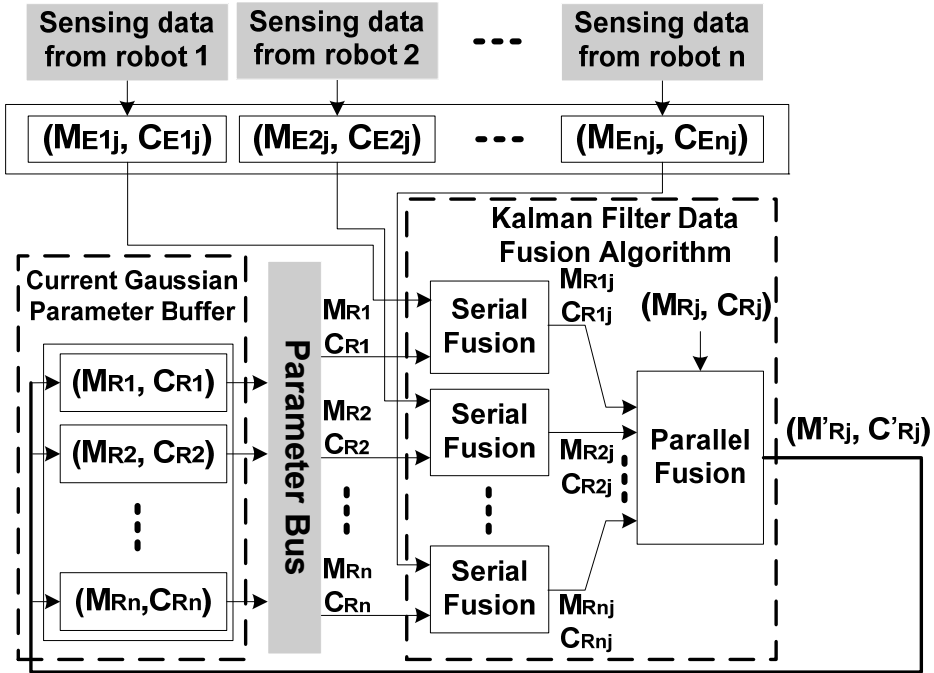 Sensing data
from robot 1
Sensing data
from robot 2
Sensing data
from robot n
(ME1j, CE1j)
(ME2j, CE2j)
(MEnj, CEnj)
Kalman Filter Data
Fusion Algorithm
Current Gaussian
Parameter Buffer
(MR1, CR1)
(MR2, CR2)
(MRn,CRn)
Parameter Bus
MR1
CR1
MR2
CR2
MRn
CRn
Serial
Fusion
Serial
Fusion
Serial
Fusion
MR1j
CR1j
MR2j
CR2j
MRnj
CRnj
(MRj, CRj)
Parallel
Fusion
(M'Rj, C'Rj)